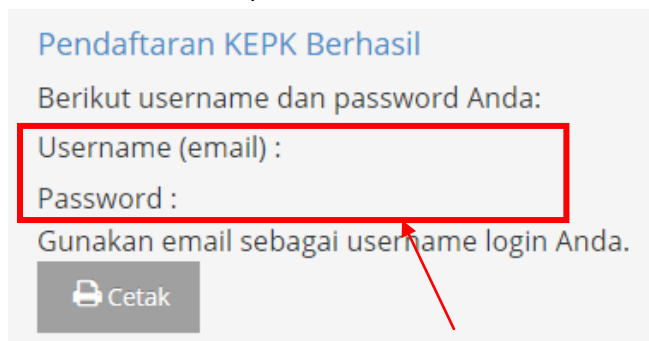 Pendaftaran KEPK Berhasil
Berikut username dan password Anda:
Username (email) :
Password :
Gunakan email sebagai username login Anda.
Cetak